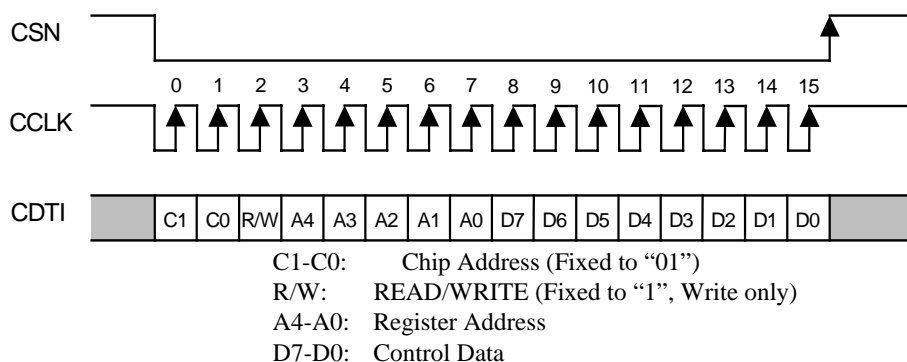 CSN
0 1 2 3 4 5 6 7 8 9 10 11 12 13 14 15
CCLK
CDTI C1 C0 R/W A4 A3 A2 A1 A0 D7 D6 D5 D4 D3 D2 D1 D0
C1-C0: Chip Address (Fixed to “01”)
R/W: READ/WRITE (Fixed to “1”, Write only)
A4-A0: Register Address
D7-D0: Control Data